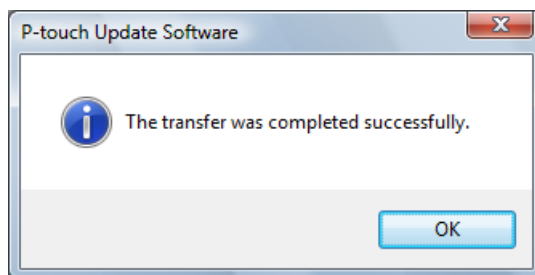 P-touch Update Software
The transfer was completed successfully.
OK